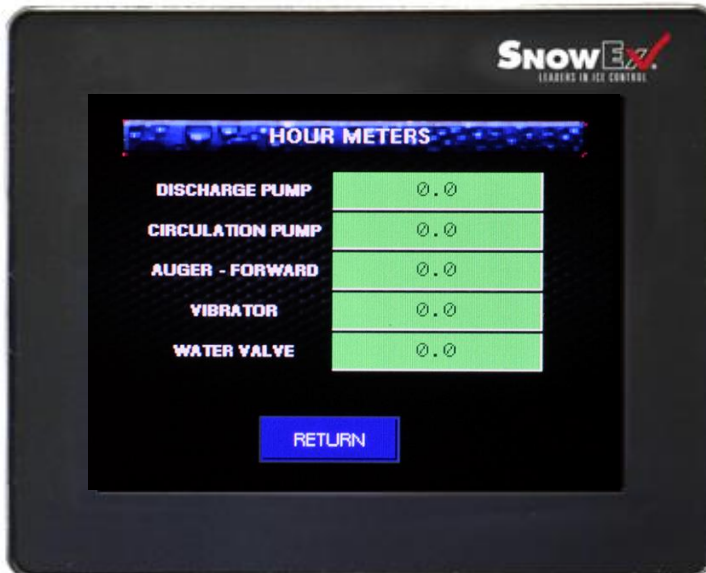 SNOWEX
LEADERS IN ICE CONTROL
HOUR METERS
DISCHARGE PUMP 0.0
CIRCULATION PUMP 0.0
AUGER - FORWARD 0.0
VIBRATOR 0.0
WATER VALVE 0.0
RETURN